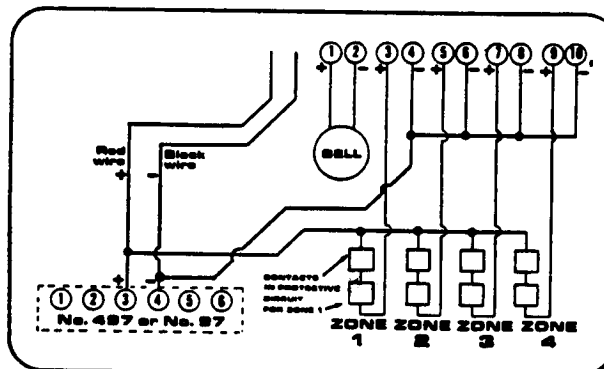 1 2 3 4 5 6 7 8 9 10
+ - + - + - + - + -
BELL
Red wire +
Black wire -
+ -
1 2 3 4 5 6
No. 497 or No. 97
CONTACTS
IN PROTECTIVE
CIRCUIT
FOR ZONE 1
ZONE 1
ZONE 2
ZONE 3
ZONE 4